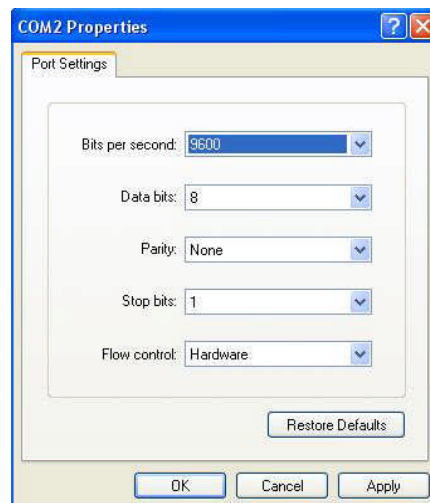 COM2 Properties
Port Settings
Bits per second: 9600
Data bits: 8
Parity: None
Stop bits: 1
Flow control: Hardware
Restore Defaults
OK Cancel Apply